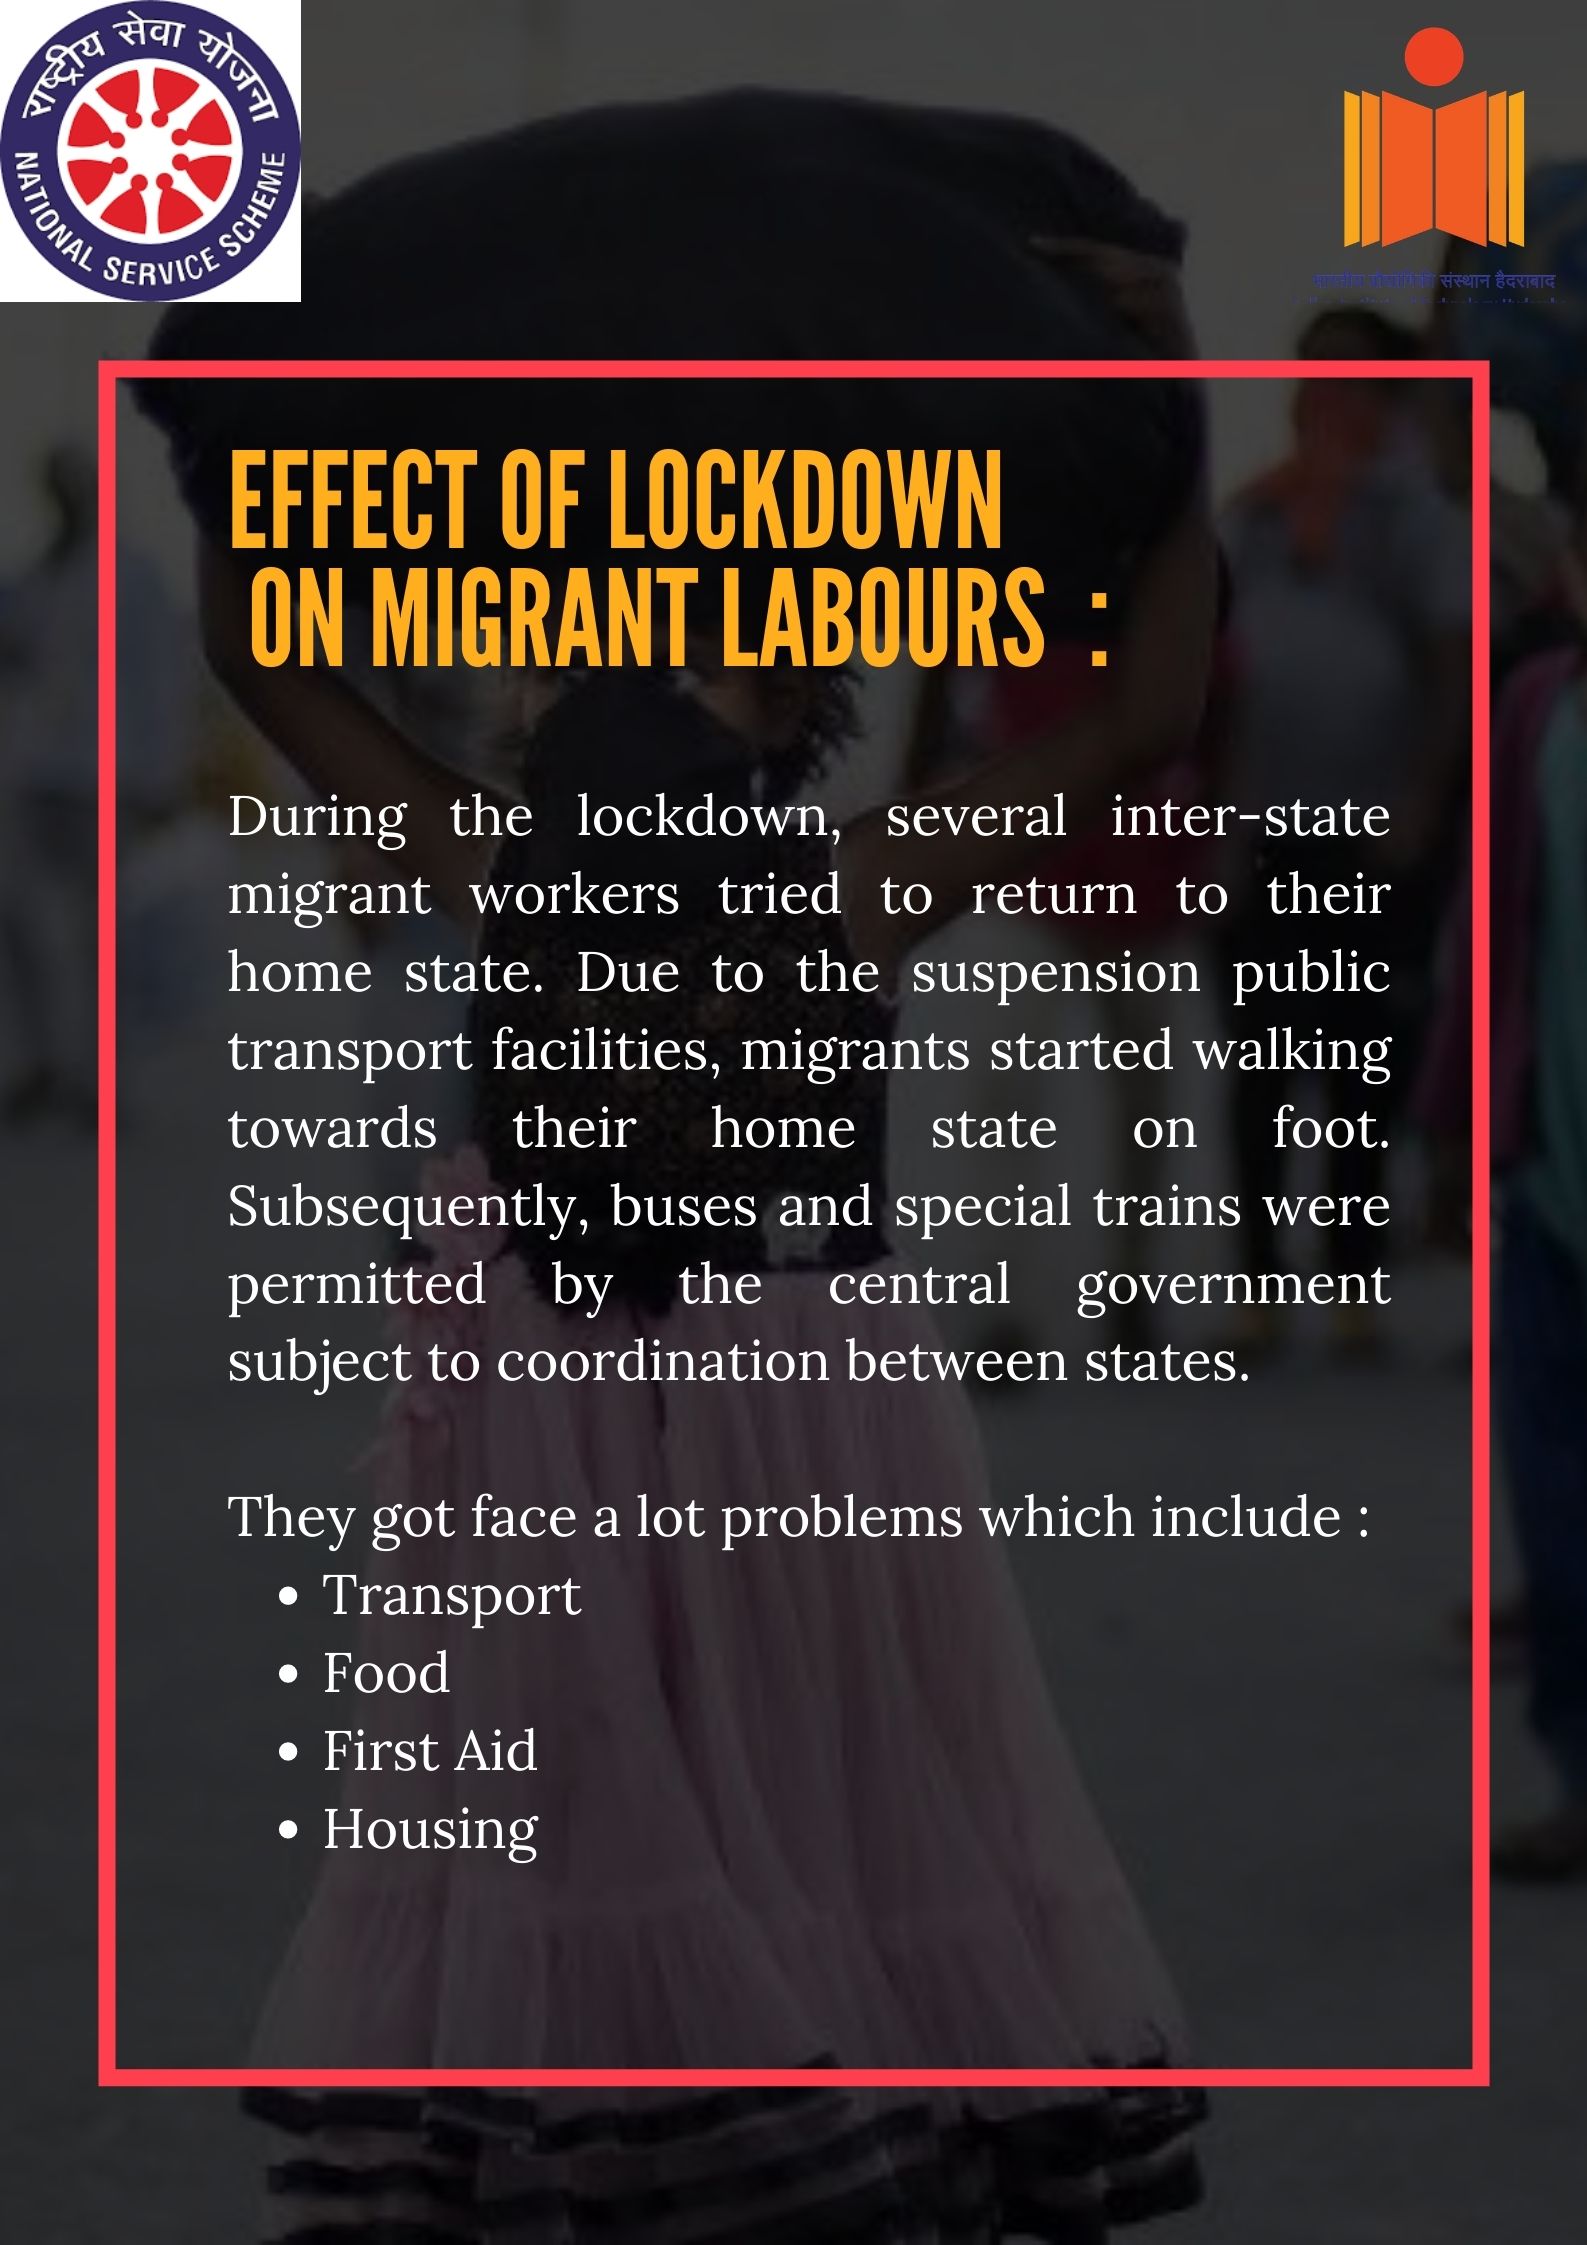 राष्ट्रीय सेवा योजना
NATIONAL SERVICE SCHEME
संस्थान हैदराबाद
EFFECT OF LOCKDOWN
ON MIGRANT LABOURS :
During the lockdown, several inter-state
migrant workers tried to return to their
home state. Due to the suspension public
transport facilities, migrants started walking
towards their home state on foot.
Subsequently, buses and special trains were
permitted by the central government
subject to coordination between states.
They got face a lot problems which include :
• Transport
• Food
• First Aid
• Housing